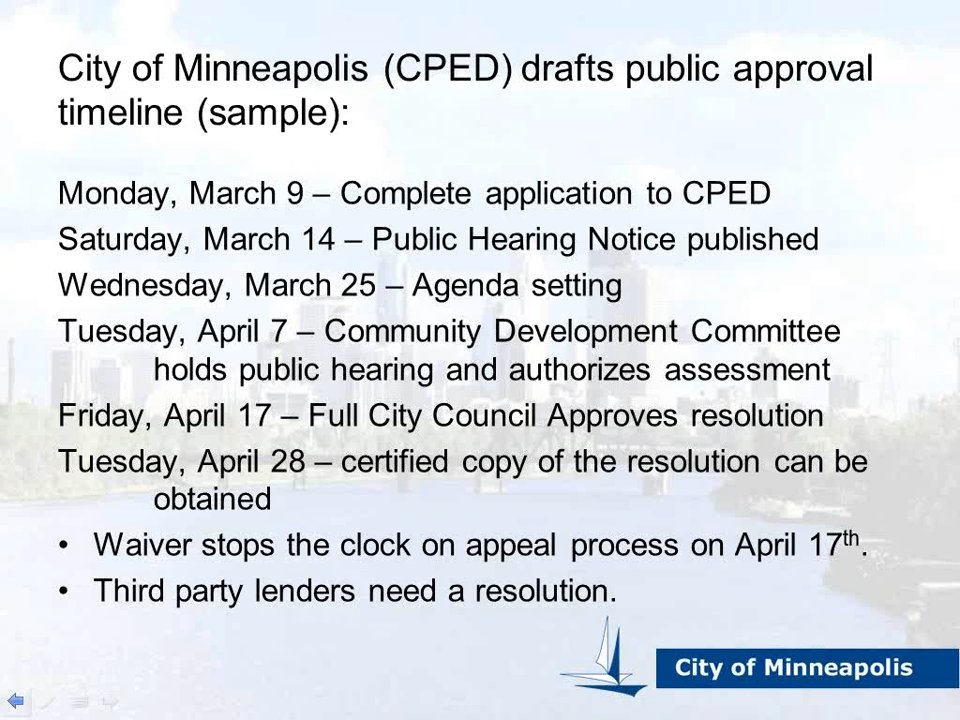 City of Minneapolis (CPED) drafts public approval
timeline (sample):
Monday, March 9 – Complete application to CPED
Saturday, March 14 – Public Hearing Notice published
Wednesday, March 25 – Agenda setting
Tuesday, April 7 – Community Development Committee
holds public hearing and authorizes assessment
Friday, April 17 – Full City Council Approves resolution
Tuesday, April 28 – certified copy of the resolution can be
obtained
• Waiver stops the clock on appeal process on April 17th.
• Third party lenders need a resolution.
City of Minneapolis